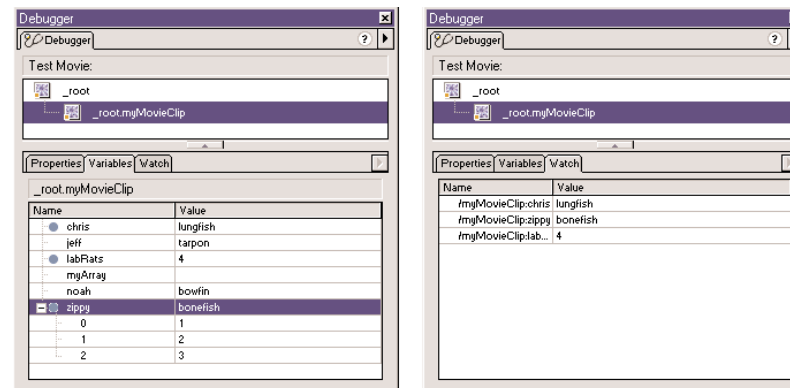 Debugger
Debugger ?
Test Movie:
_root
_root.myMovieClip
Properties Variables Watch
_root.myMovieClip
Name Value
chris lungfish
jeff tarpon
labRats 4
myArray
noah bowfin
zippy bonefish
0 1
1 2
2 3
Debugger
Debugger ?
Test Movie:
_root
_root.myMovieClip
Properties Variables Watch
Name Value
/myMovieClip:chris lungfish
/myMovieClip:zippy bonefish
/myMovieClip:lab... 4